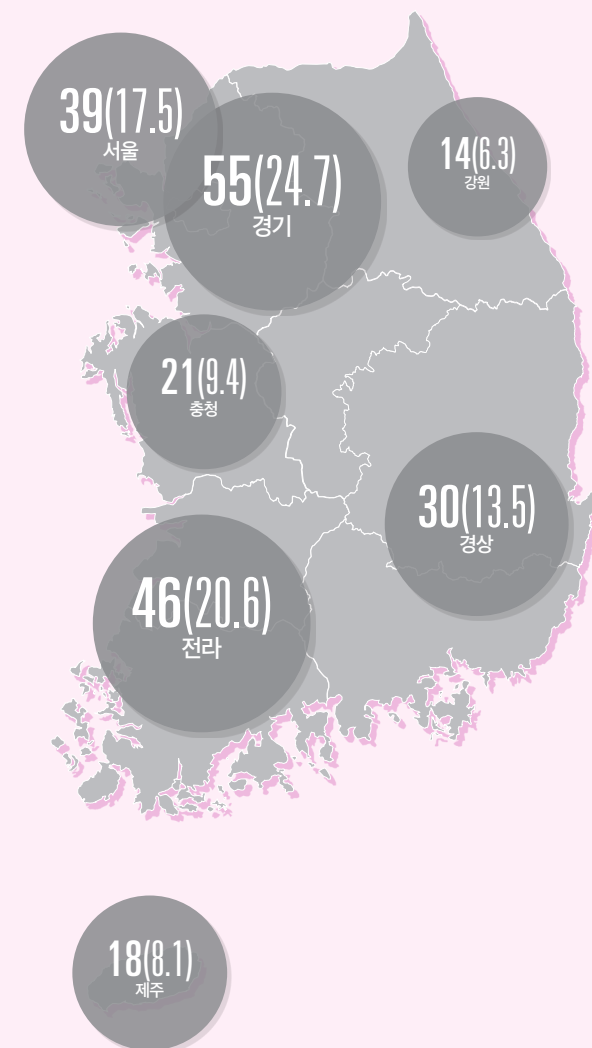 39(17.5)
서울
55(24.7)
경기
14(6.3)
강원
21(9.4)
충청
30(13.5)
경상
46(20.6)
전라
18(8.1)
제주